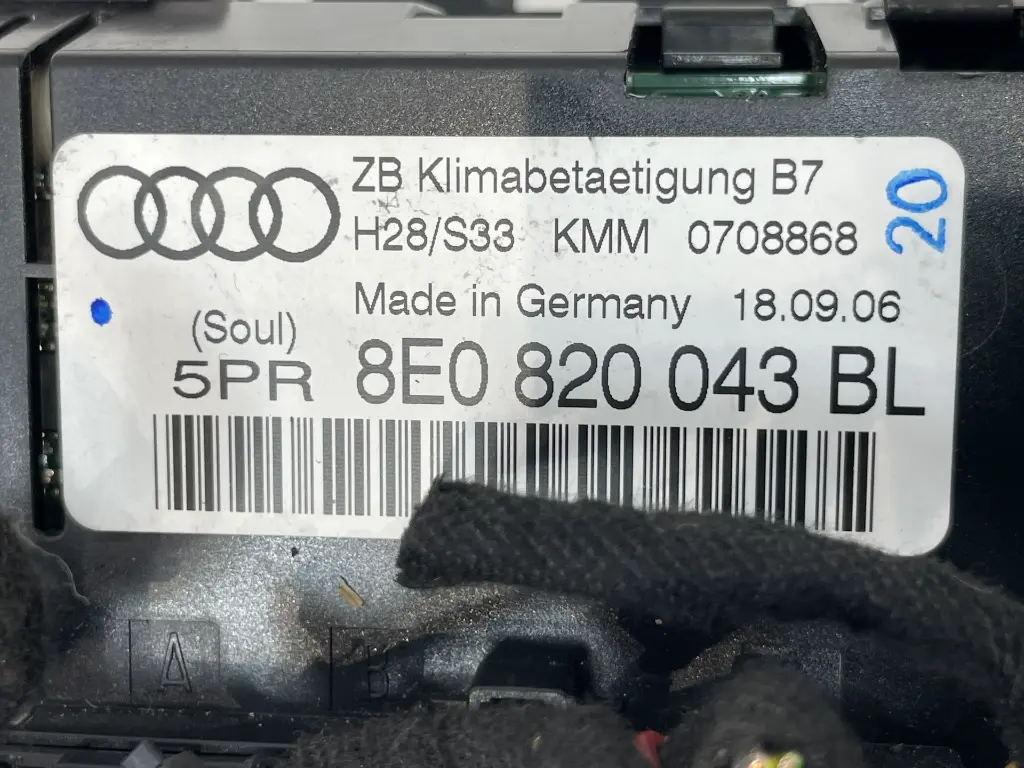 ZB Klimabetaetigung B7
H28/S33 KMM 0708868
20
Made in Germany 18.09.06
(Soul)
5PR 8E0 820 043 BL
A B